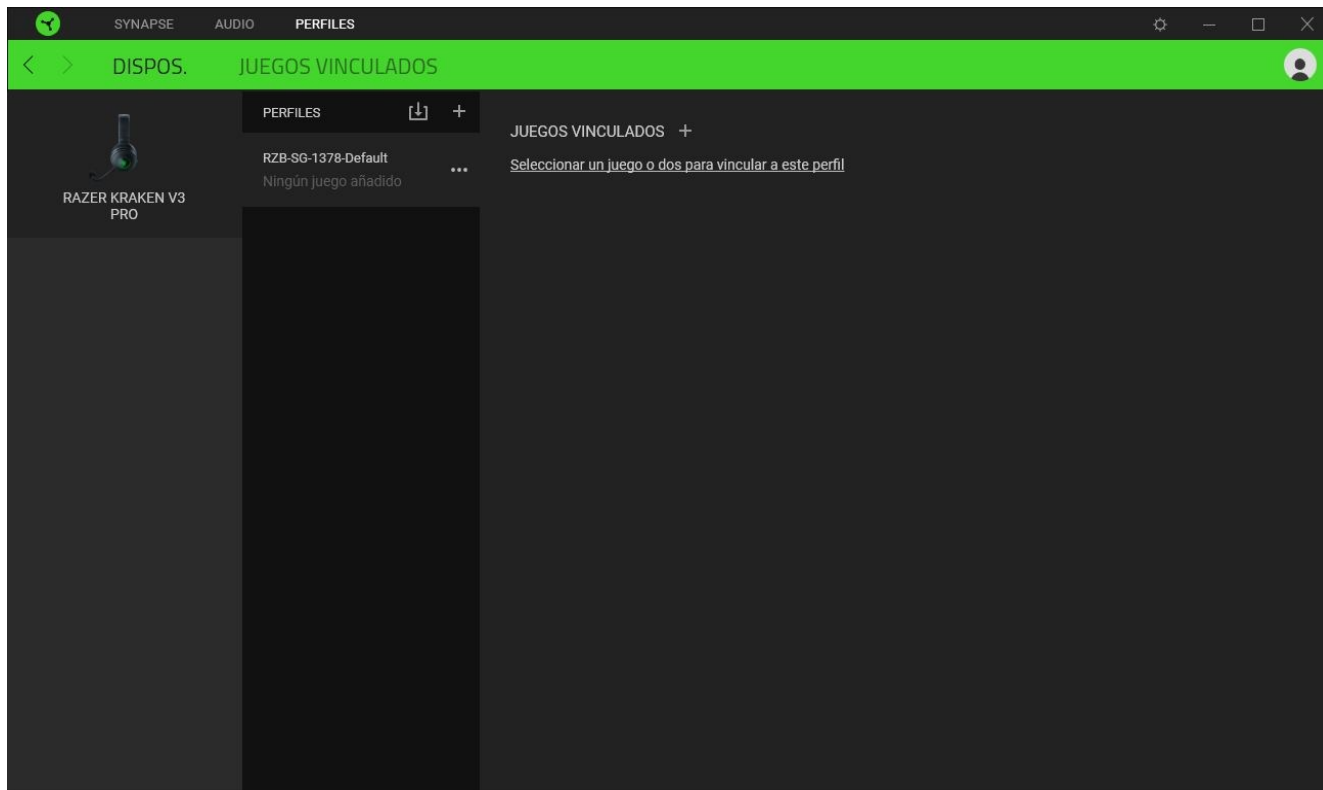 SYNAPSE AUDIO PERFILES
DISPOS. JUEGOS VINCULADOS
RAZER KRAKEN V3
PRO
PERFILES
RZB-SG-1378-Default
Ningún juego añadido
JUEGOS VINCULADOS
Seleccionar un juego o dos para vincular a este perfil